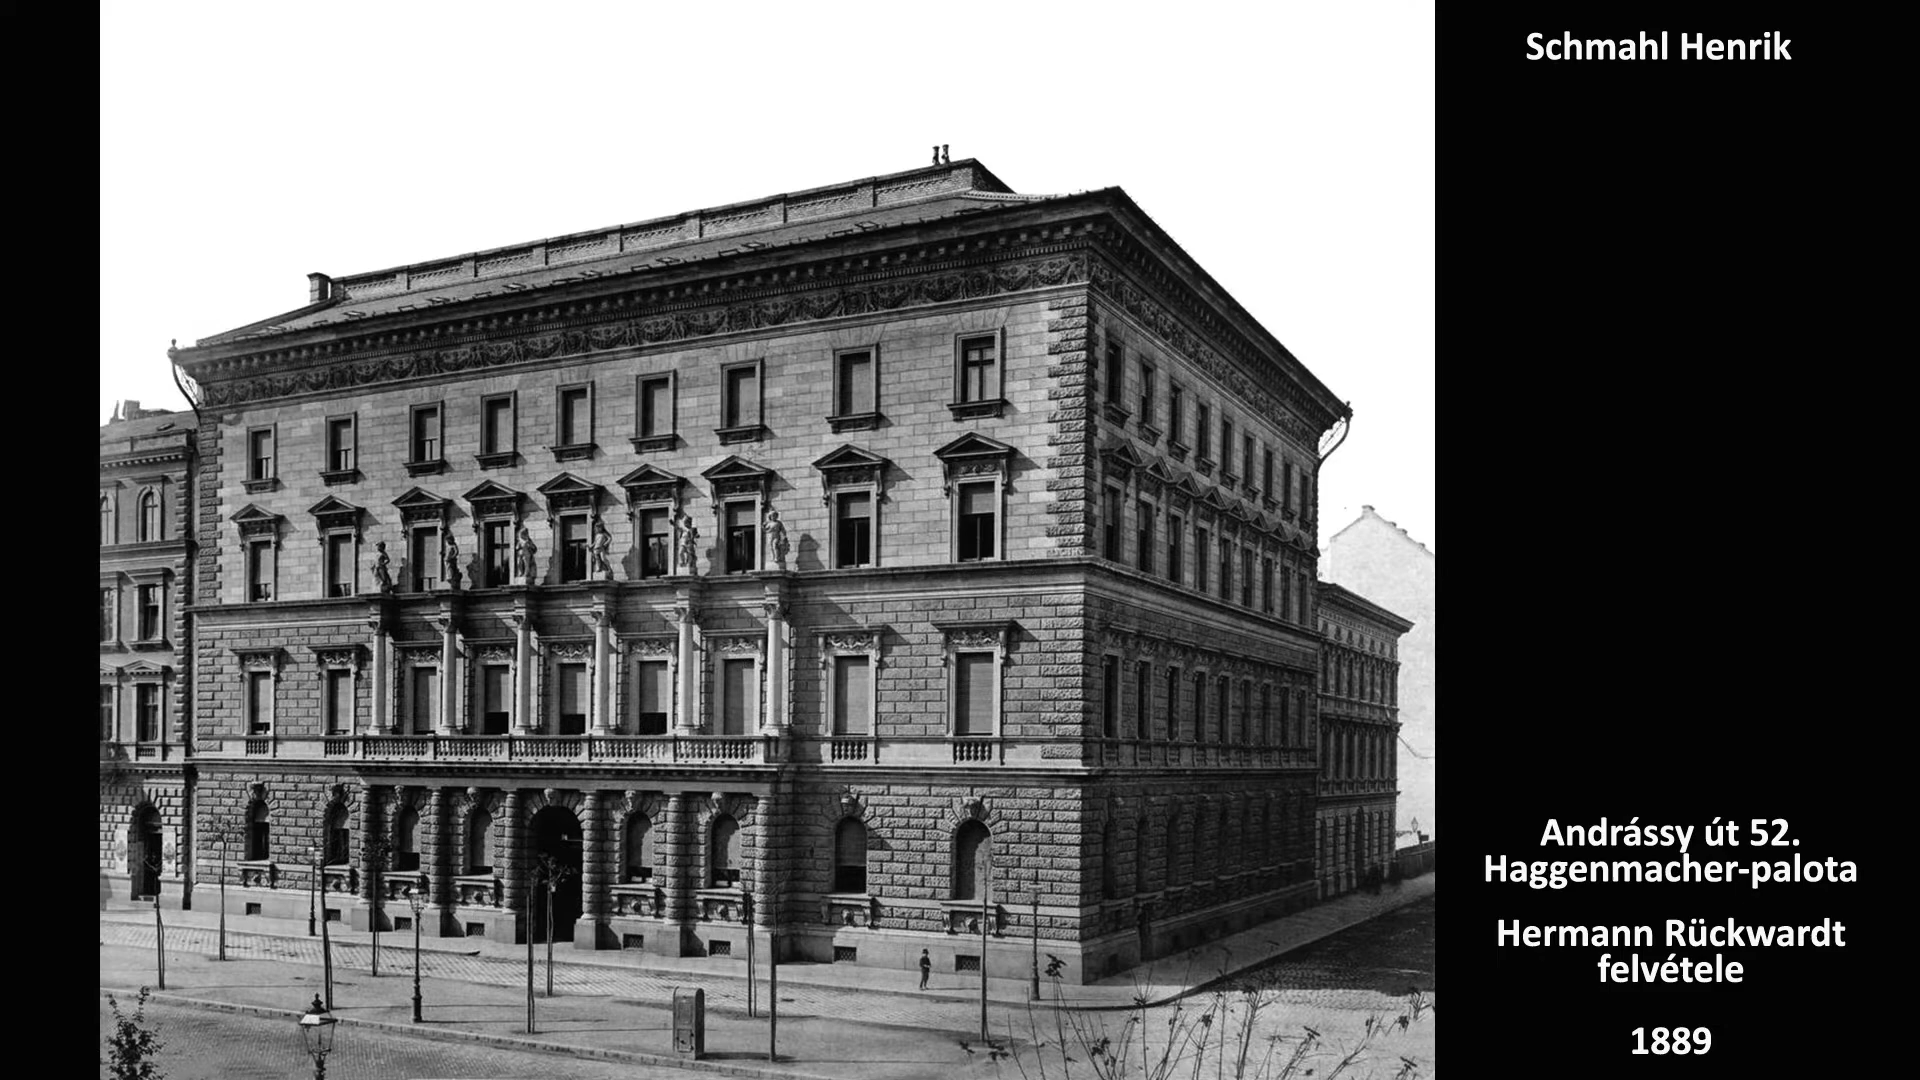 Schmahl Henrik
Andrássy út 52.
Haggenmacher-palota
Hermann Rückwardt
felvétele
1889